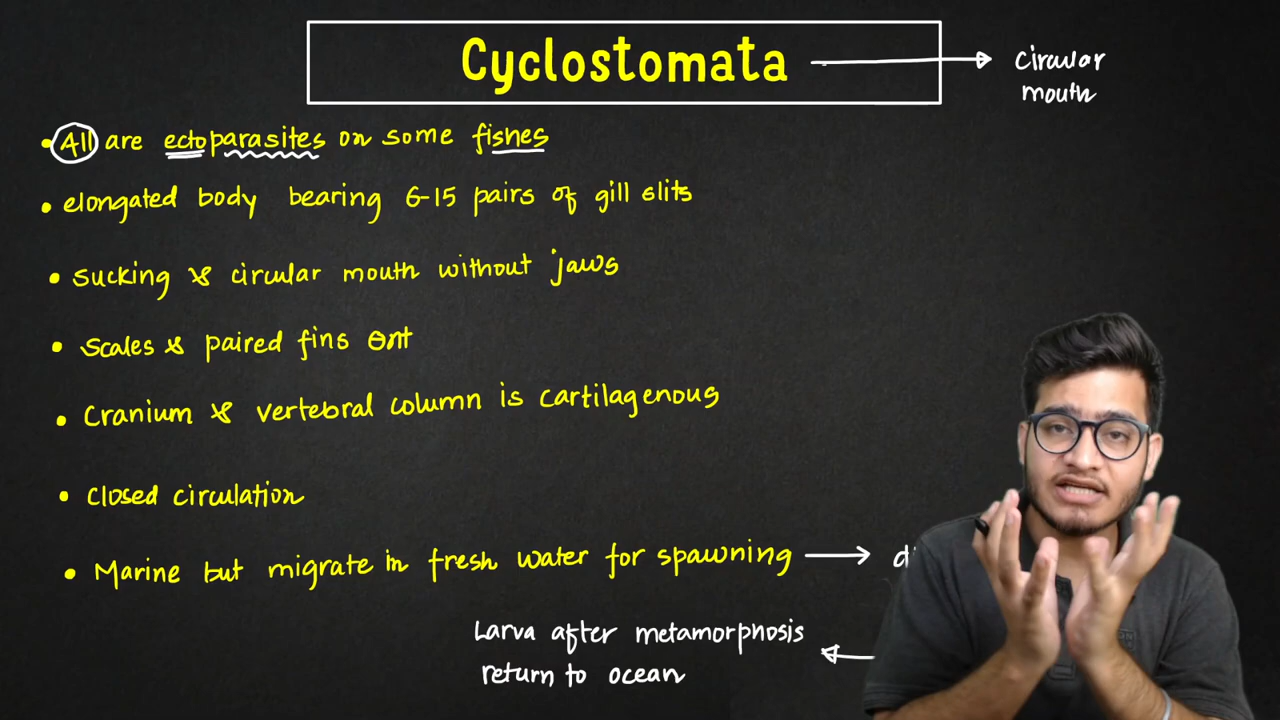 Cyclostomata
circular
mouth
• All are ectoparasites on some fishes
• elongated body bearing 6-15 pairs of gill slits
• sucking & circular mouth without jaws
• scales & paired fins
• Cranium & vertebral column is cartilagenous
• closed circulation
• Marine but migrate in fresh water for spawning
Larva after metamorphosis
return to ocean